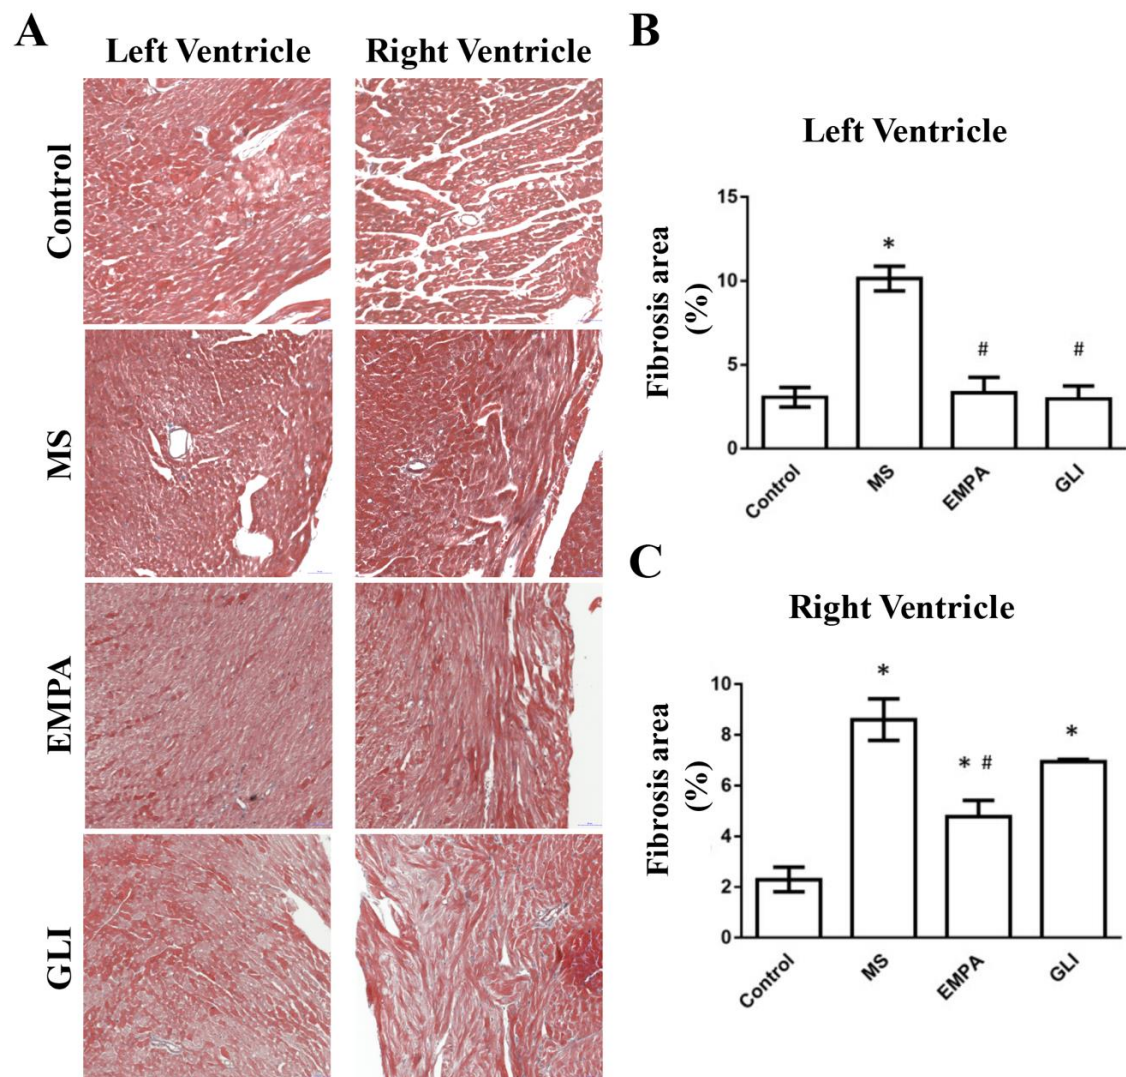 A
Left Ventricle
Right Ventricle
Control
MS
EMPA
GLI
B
Left Ventricle
Fibrosis area
(%)
15
10
5
0
*
#
#
Control
MS
EMPA
GLI
C
Right Ventricle
Fibrosis area
(%)
10
8
6
4
2
0
*
* #
*
Control
MS
EMPA
GLI